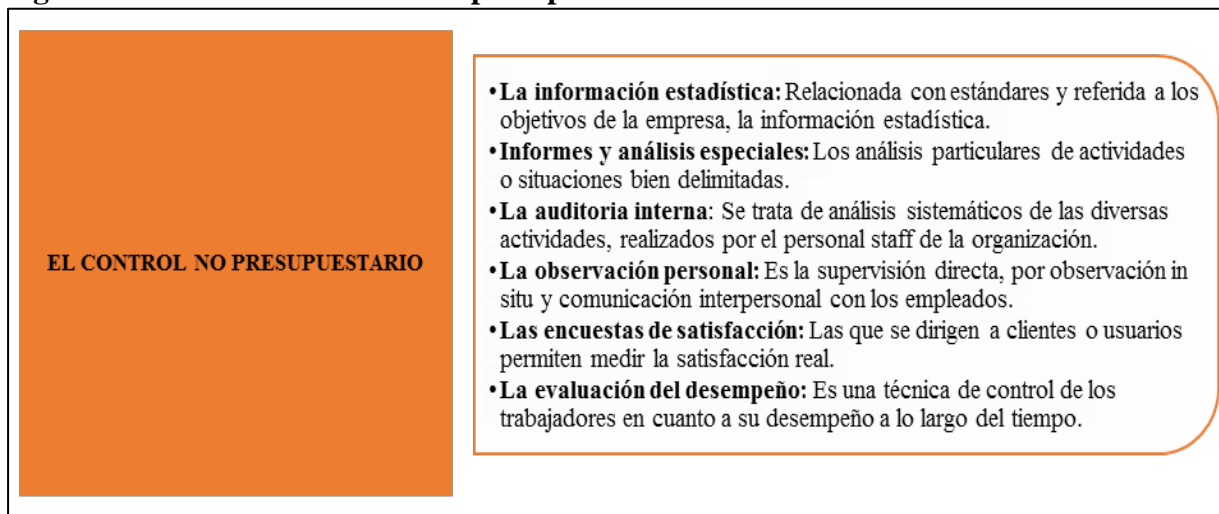 EL CONTROL NO PRESUPUESTARIO
•La información estadística: Relacionada con estándares y referida a los
objetivos de la empresa, la información estadística.
•Informes y análisis especiales: Los análisis particulares de actividades
o situaciones bien delimitadas.
•La auditoria interna: Se trata de análisis sistemáticos de las diversas
actividades, realizados por el personal staff de la organización.
•La observación personal: Es la supervisión directa, por observación in
situ y comunicación interpersonal con los empleados.
•Las encuestas de satisfacción: Las que se dirigen a clientes o usuarios
permiten medir la satisfacción real.
•La evaluación del desempeño: Es una técnica de control de los
trabajadores en cuanto a su desempeño a lo largo del tiempo.